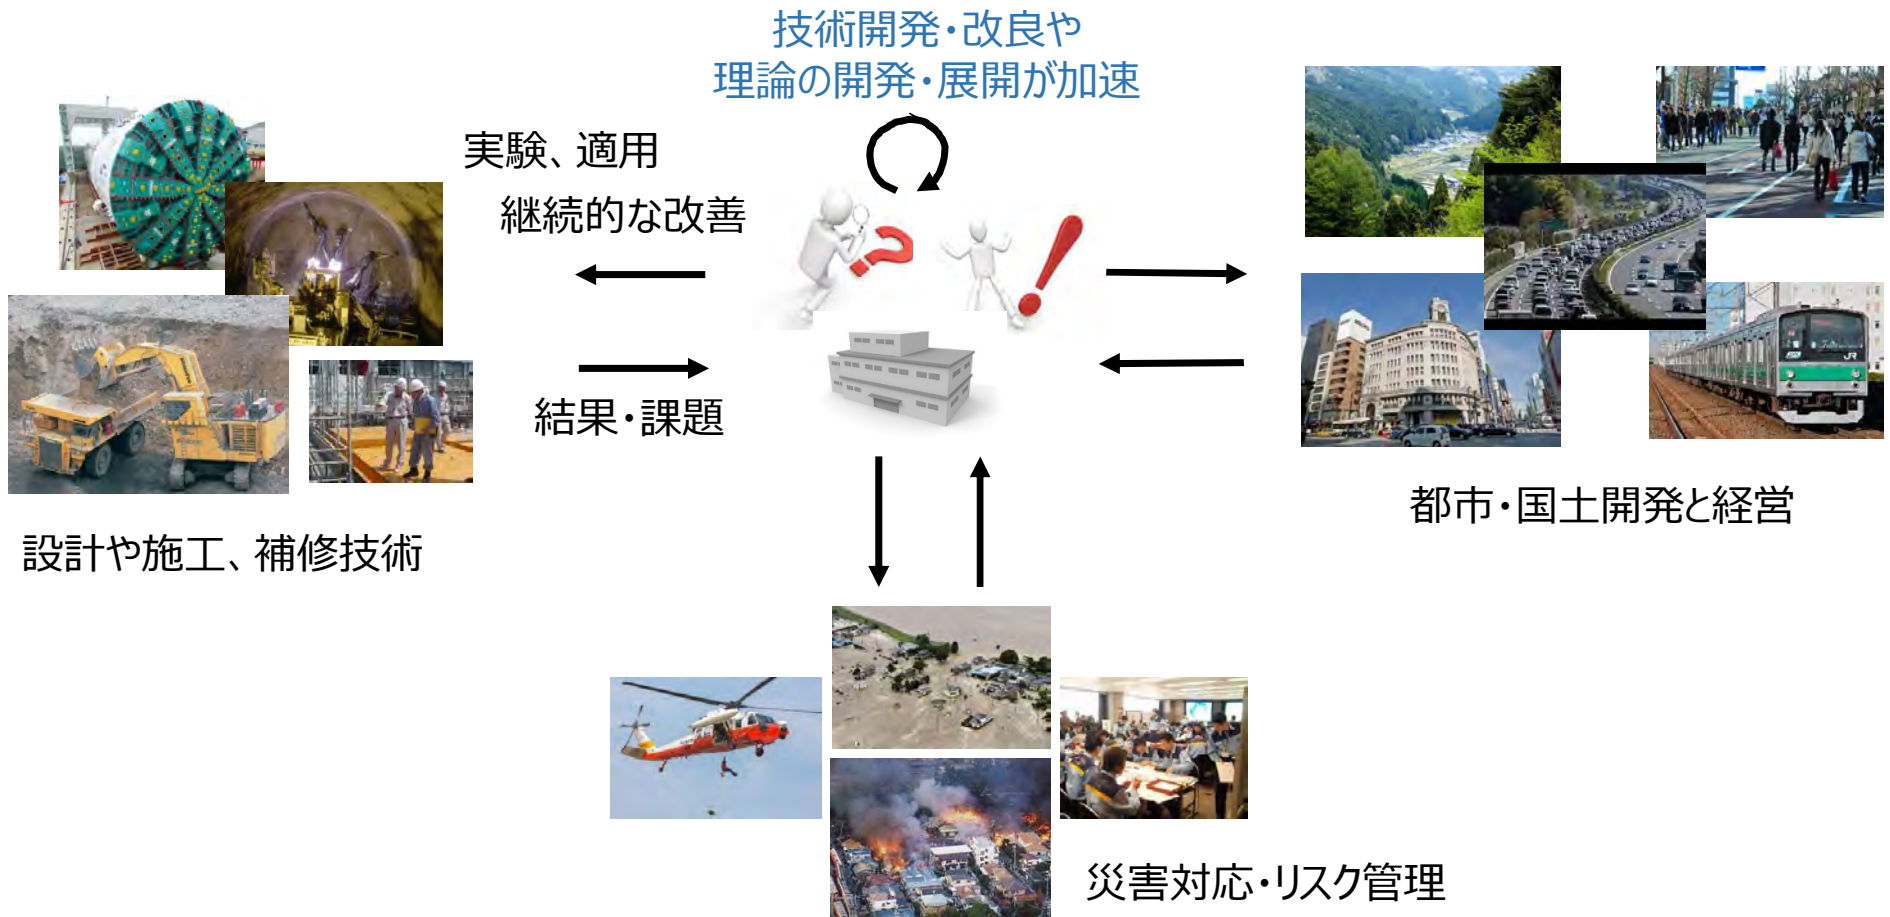 技術開発・改良や
理論の開発・展開が加速
実験、適用
継続的な改善
結果・課題
設計や施工、補修技術
都市・国土開発と経営
災害対応・リスク管理
JR